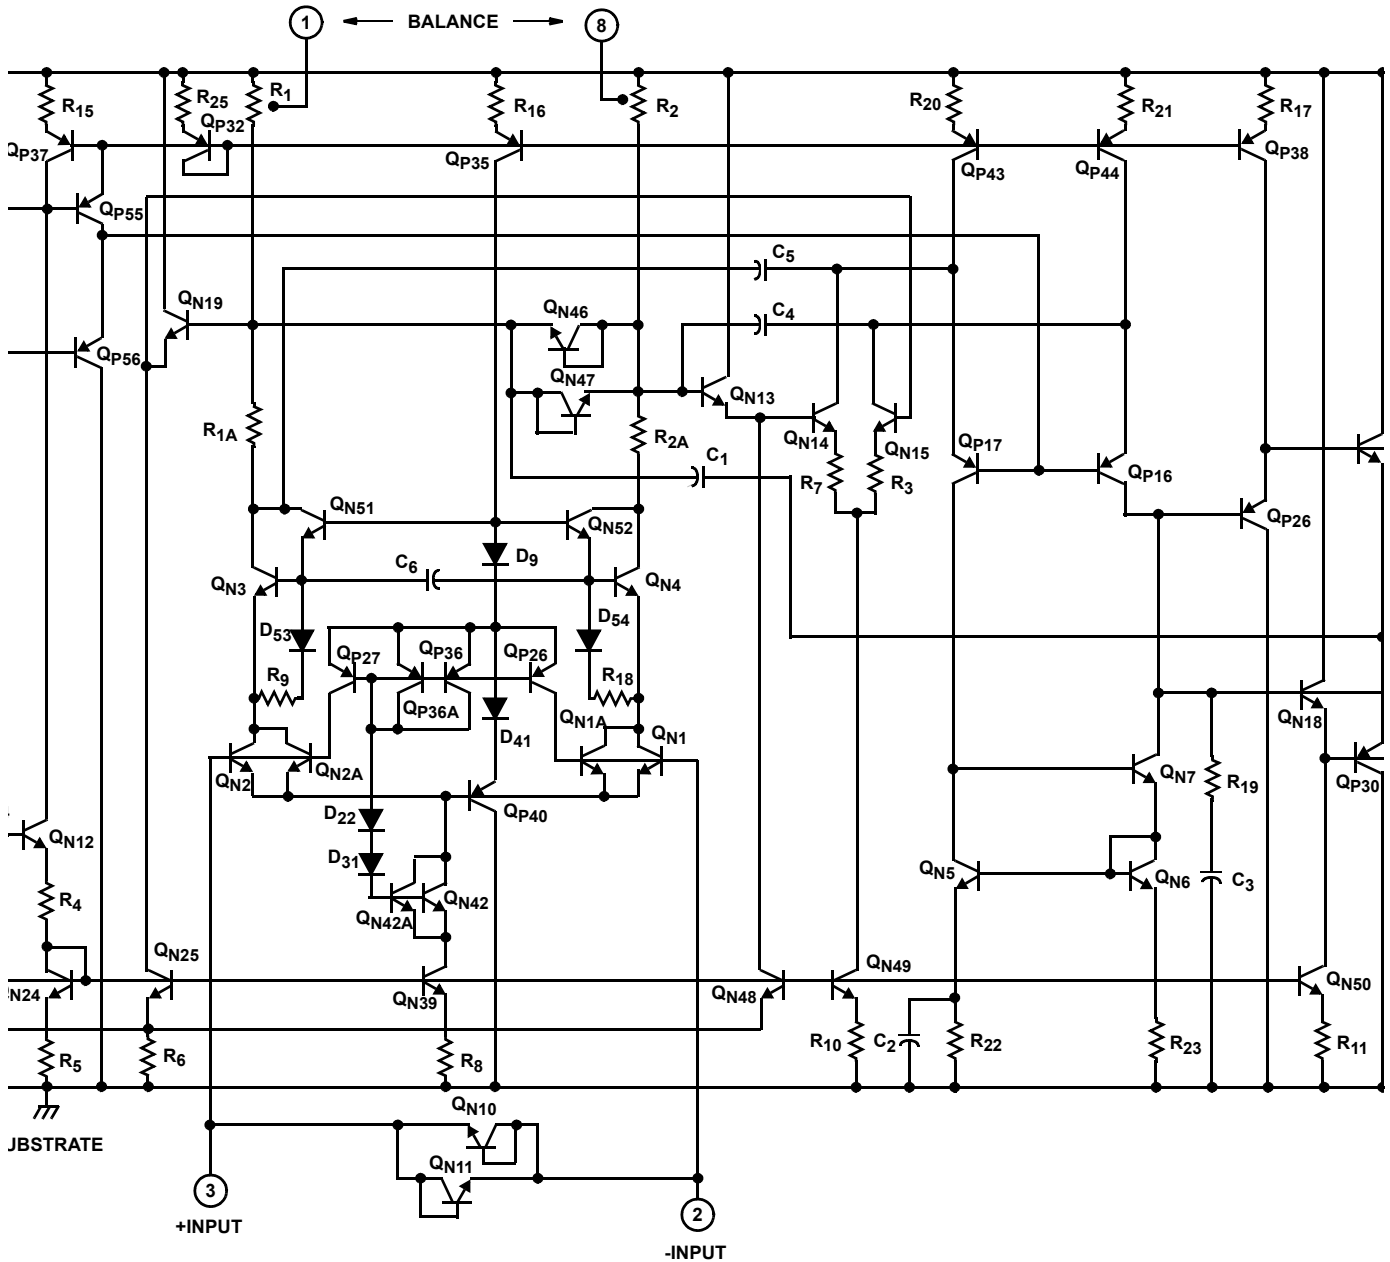 1 BALANCE 8
R15 R25 R1 R16 R2 R20 R21 R17
QP37 QP32 QP35 QP43 QP44 QP38
QP55
C5
QN19 QN46 C4
QP56 QN47 QN13
R1A R2A QN14 QN15 QP17
C1 R7 R3 QP16
QN51 QN52 QP26
D9
C6
QN3 QN4
D53 D54
QP27 QP36 QP26
R9 R18
QP36A QN1A QN1 QN18
D41
QN2 QN2A QN7 R19 QP30
D22 QP40
QN12
D31 QN5 QN6 C3
R4 QN42A QN42
QN25 QN49
N24 QN39 QN48 QN50
R5 R6 R8 R10 C2 R22 R23 R11
QN10
UBSTRATE
QN11
3 2
+INPUT
-INPUT